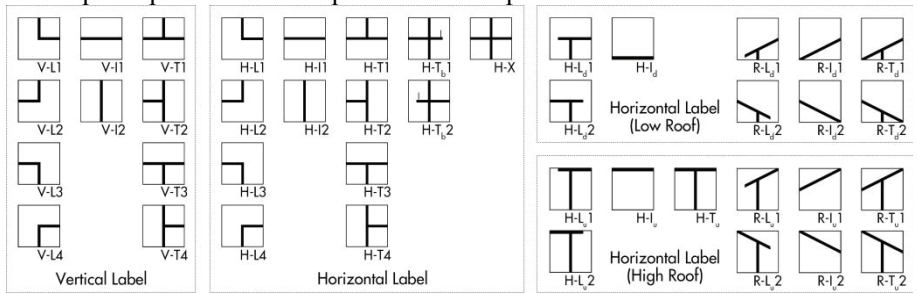 V-L1 V-I1 V-T1
V-L2 V-I2 V-T2
V-L3 V-T3
V-L4 V-T4
Vertical Label
H-L1 H-I1 H-T1 H-Tb1 H-X
H-L2 H-I2 H-T2 H-Tb2
H-L3 H-T3
H-L4 H-T4
Horizontal Label
H-Ld1 H-Id R-Ld1 R-Id1 R-Td1
H-Ld2 R-Ld2 R-Id2 R-Td2
Horizontal Label
(Low Roof)
H-Lu1 H-Iu H-Tu R-Lu1 R-Iu1 R-Tu1
H-Lu2 R-Lu2 R-Iu2 R-Tu2
Horizontal Label
(High Roof)